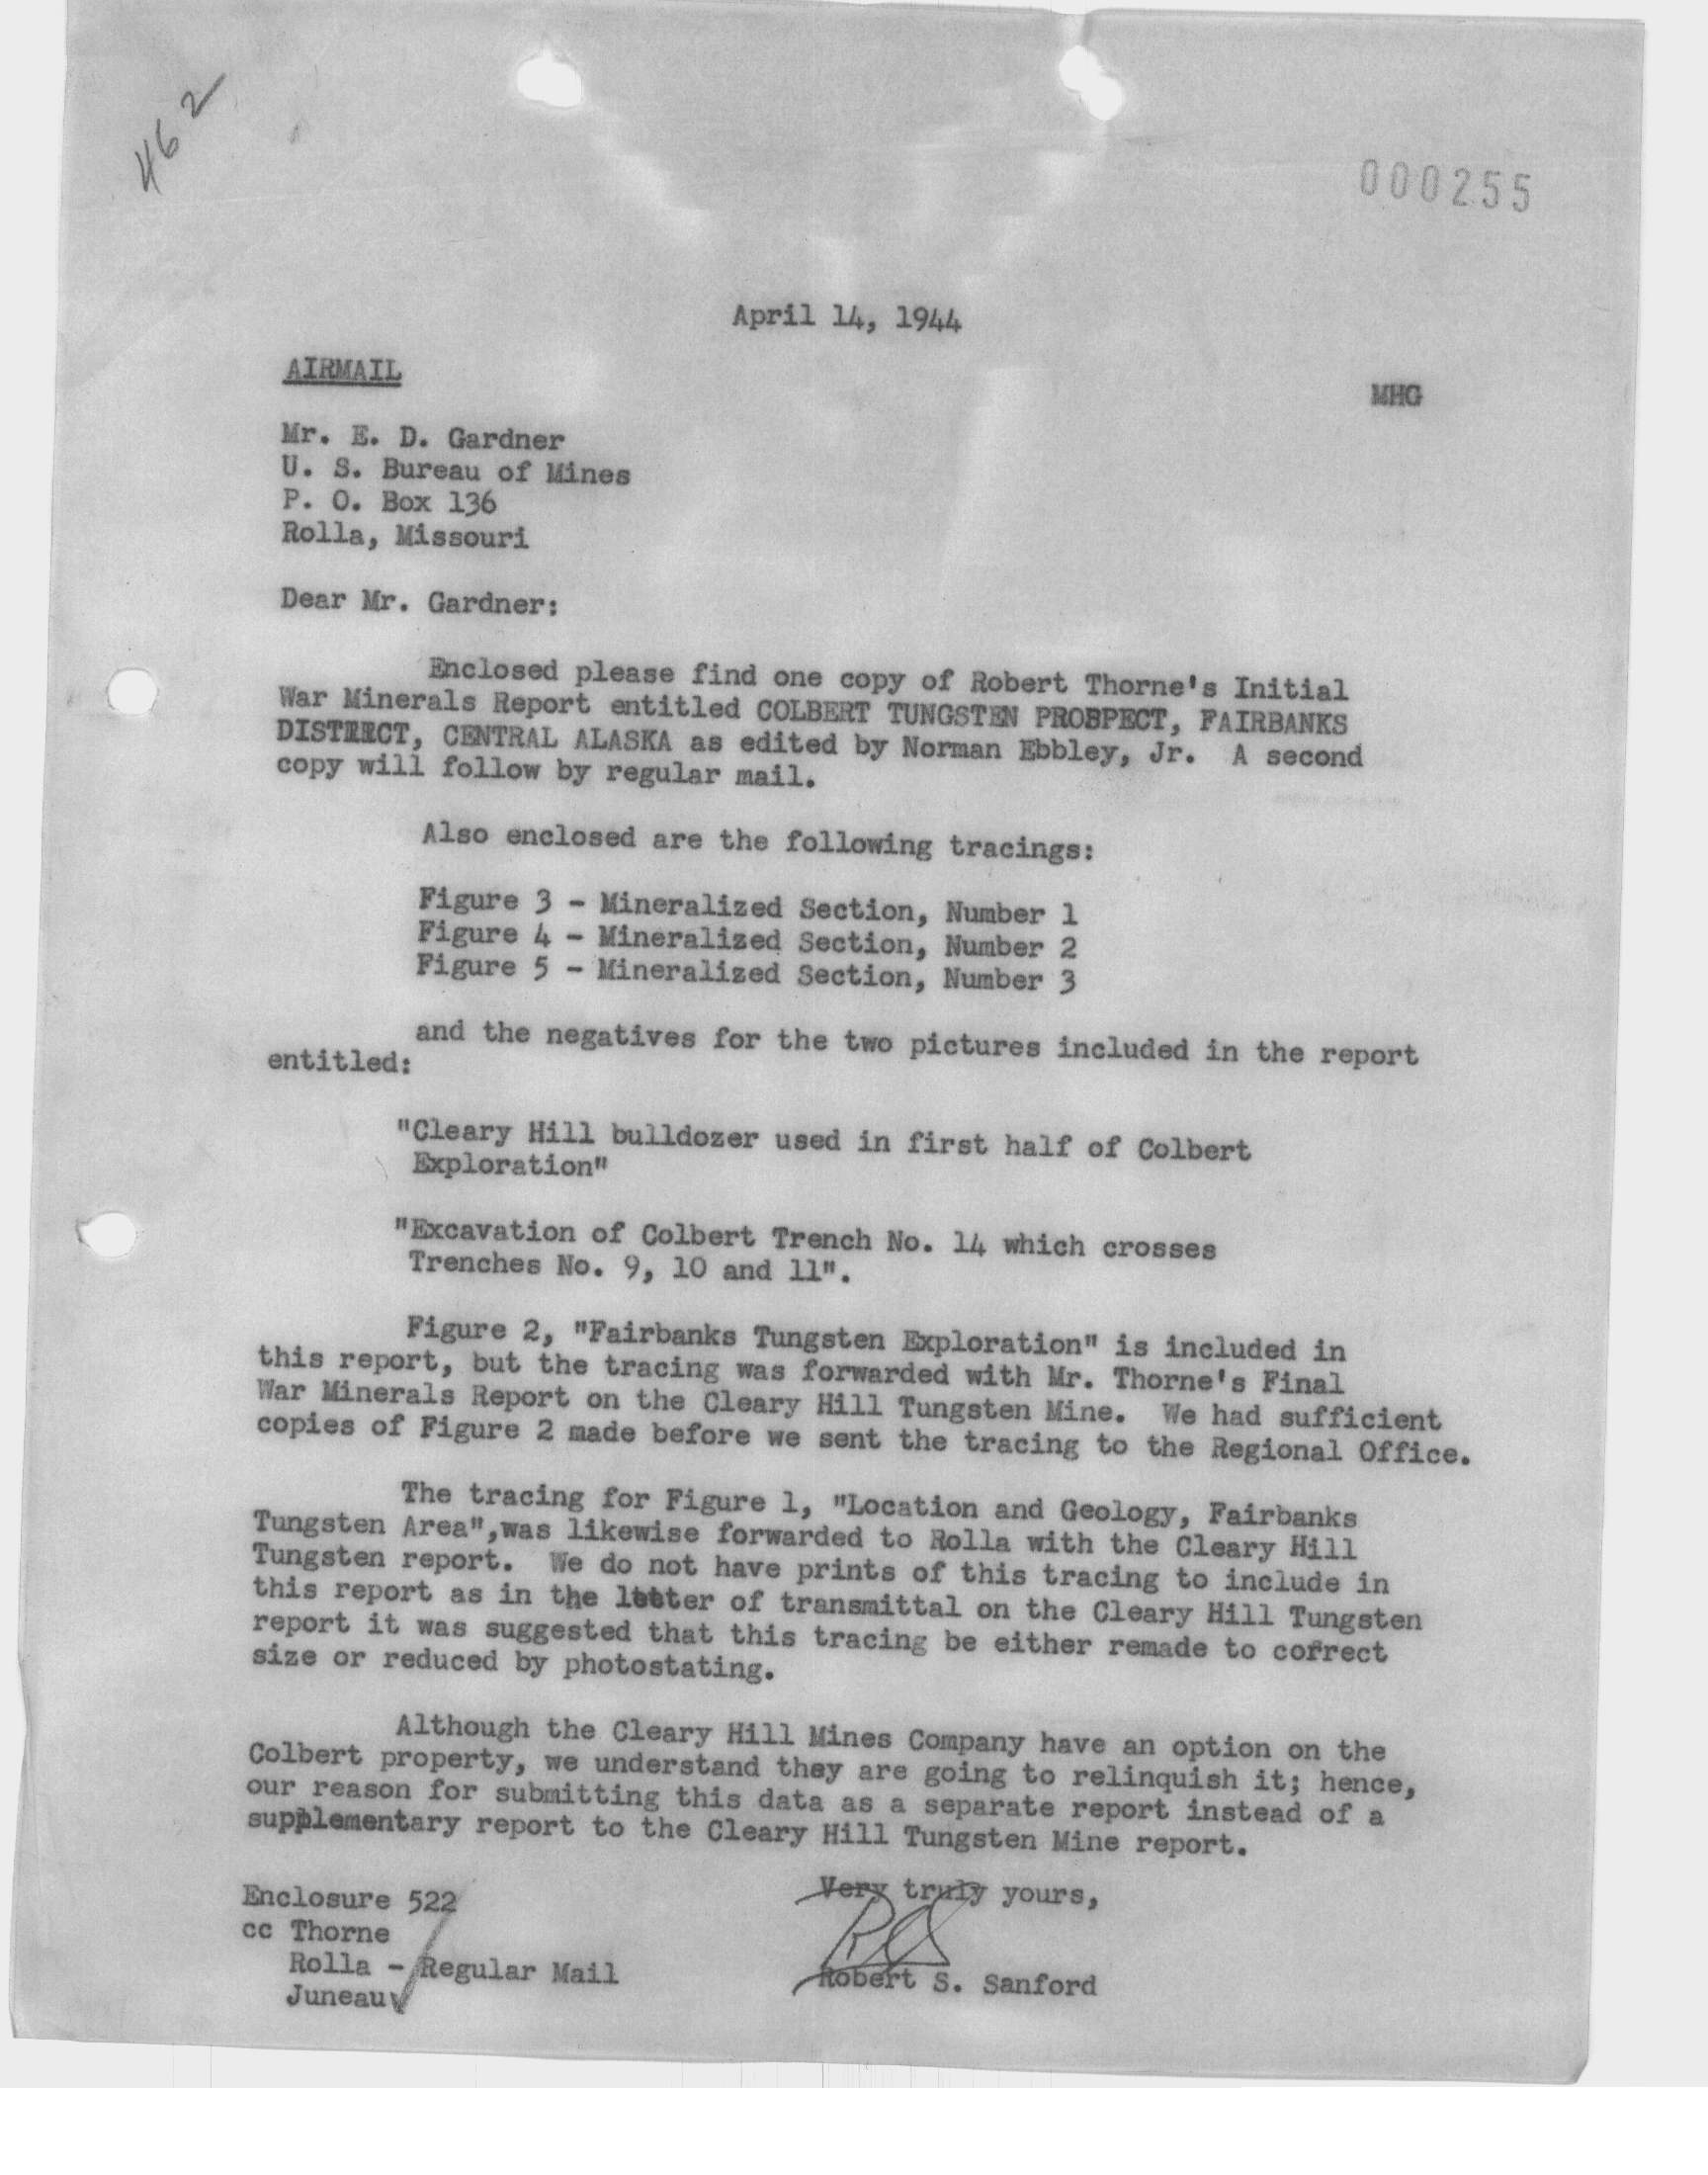 462
000255
April 14, 1944
AIRMAIL
MHG
Mr. E. D. Gardner
U. S. Bureau of Mines
P. O. Box 136
Rolla, Missouri
Dear Mr. Gardner:
Enclosed please find one copy of Robert Thorne's Initial
War Minerals Report entitled COLBERT TUNGSTEN PROSPECT, FAIRBANKS
DISTRICT, CENTRAL ALASKA as edited by Norman Ebbley, Jr. A second
copy will follow by regular mail.
Also enclosed are the following tracings:
Figure 3 - Mineralized Section, Number 1
Figure 4 - Mineralized Section, Number 2
Figure 5 - Mineralized Section, Number 3
and the negatives for the two pictures included in the report
entitled:
"Cleary Hill bulldozer used in first half of Colbert
Exploration"
"Excavation of Colbert Trench No. 14 which crosses
Trenches No. 9, 10 and 11".
Figure 2, "Fairbanks Tungsten Exploration" is included in
this report, but the tracing was forwarded with Mr. Thorne's Final
War Minerals Report on the Cleary Hill Tungsten Mine. We had sufficient
copies of Figure 2 made before we sent the tracing to the Regional Office.
The tracing for Figure 1, "Location and Geology, Fairbanks
Tungsten Area",was likewise forwarded to Rolla with the Cleary Hill
Tungsten report. We do not have prints of this tracing to include in
this report as in the letter of transmittal on the Cleary Hill Tungsten
report it was suggested that this tracing be either remade to correct
size or reduced by photostating.
Although the Cleary Hill Mines Company have an option on the
Colbert property, we understand they are going to relinquish it; hence,
our reason for submitting this data as a separate report instead of a
supplementary report to the Cleary Hill Tungsten Mine report.
Very truly yours,
RSS
Robert S. Sanford
Enclosure 522
cc Thorne
Rolla - Regular Mail
Juneau